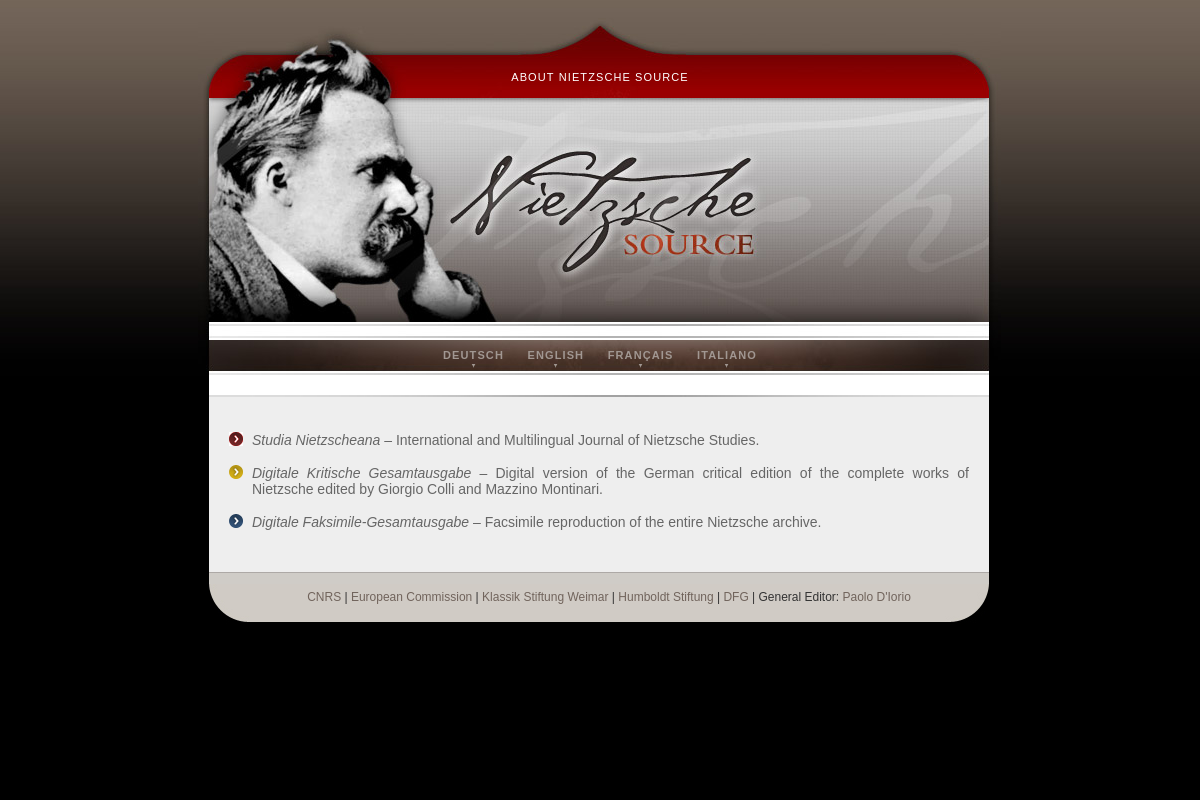 ABOUT NIETZSCHE SOURCE
Nietzsche
SOURCE
DEUTSCH ENGLISH FRANÇAIS ITALIANO
Studia Nietzscheana – International and Multilingual Journal of Nietzsche Studies.
Digitale Kritische Gesamtausgabe – Digital version of the German critical edition of the complete works of
Nietzsche edited by Giorgio Colli and Mazzino Montinari.
Digitale Faksimile-Gesamtausgabe – Facsimile reproduction of the entire Nietzsche archive.
CNRS | European Commission | Klassik Stiftung Weimar | Humboldt Stiftung | DFG | General Editor: Paolo D'Iorio